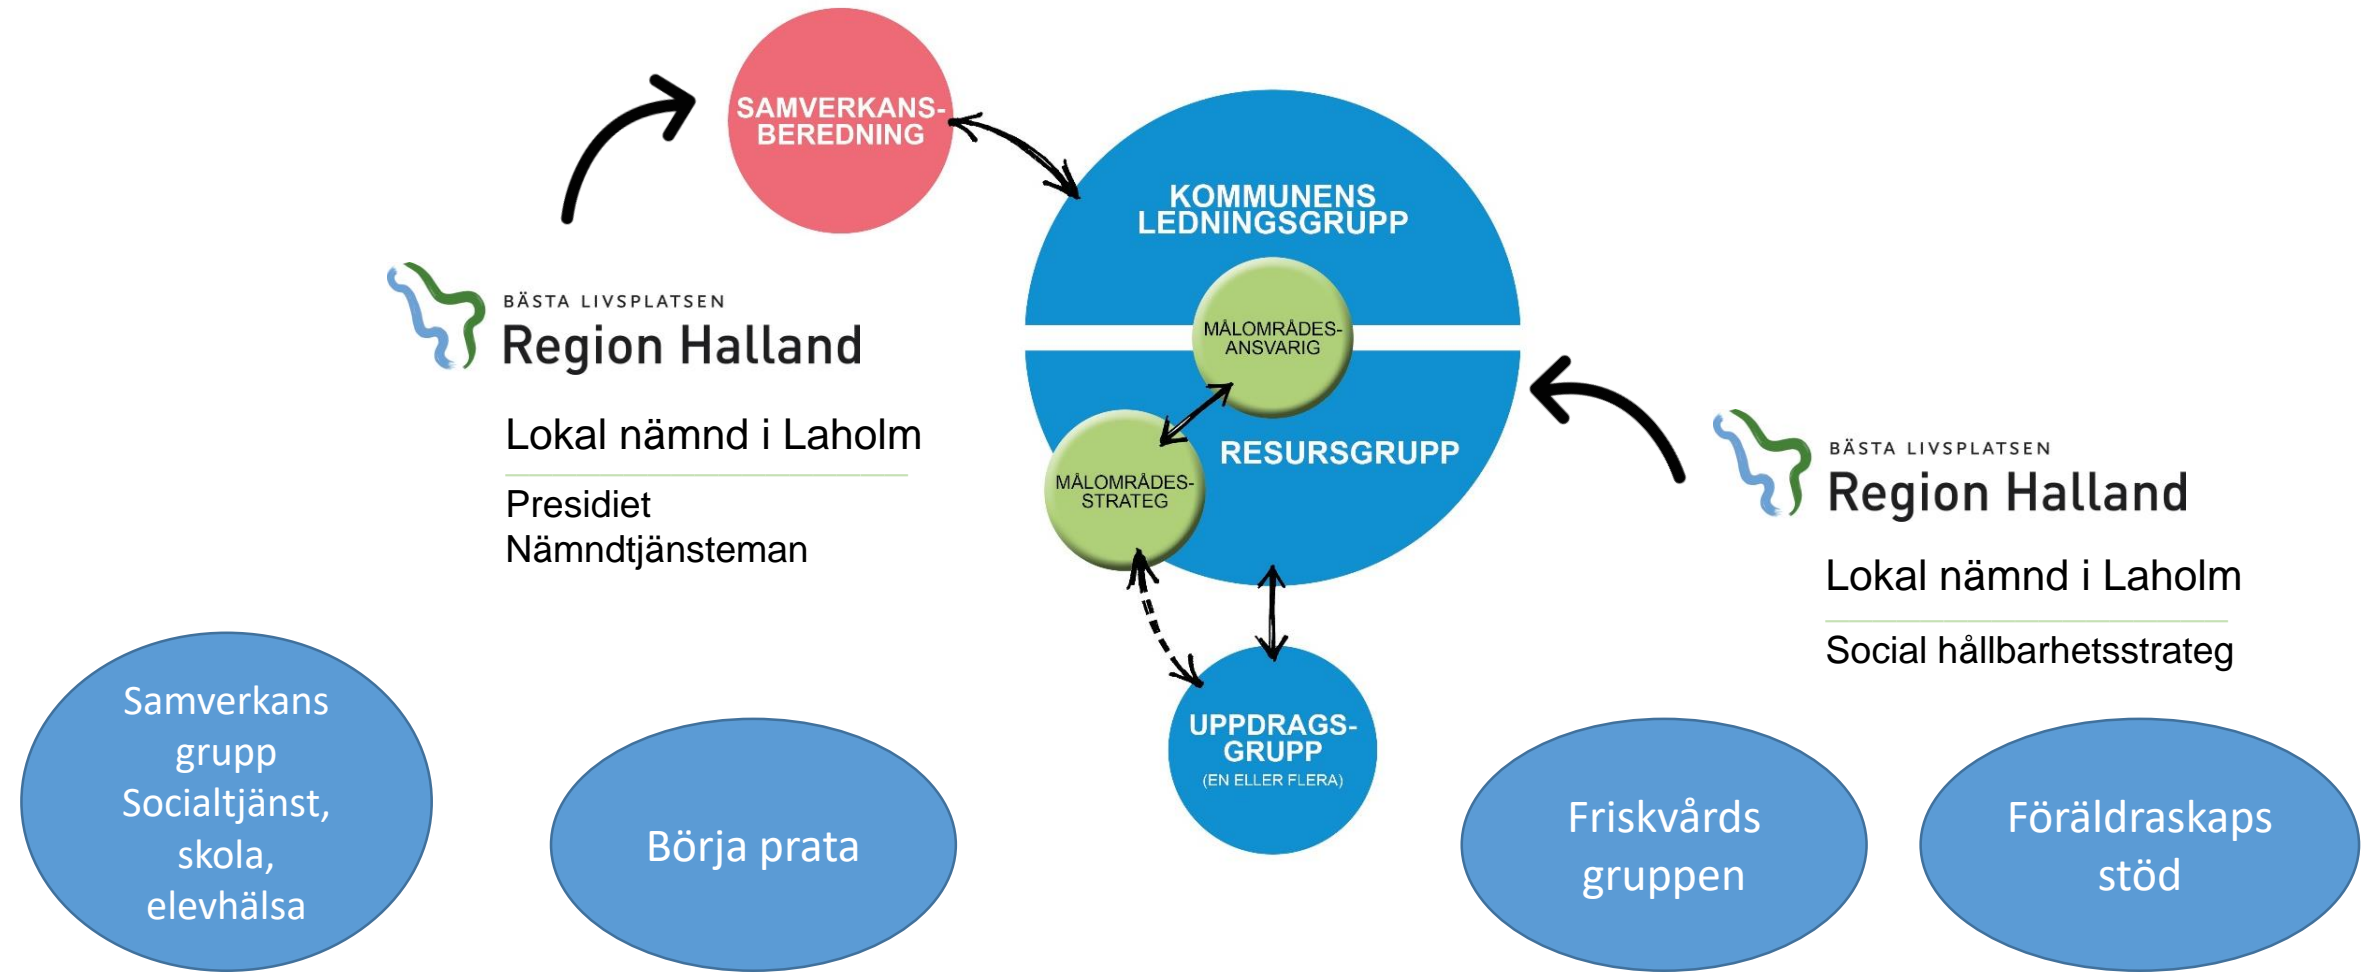 SAMVERKANS-
BEREDNING
KOMMUNENS
LEDNINGSGRUPP
MÅLOMRÅDES-
ANSVARIG
RESURSGRUPP
MÅLOMRÅDES-
STRATEG
UPPDRAGS-
GRUPP
(EN ELLER FLERA)
BÄSTA LIVSPLATSEN
Region Halland
Lokal nämnd i Laholm
Presidiet
Nämndtjänsteman
BÄSTA LIVSPLATSEN
Region Halland
Lokal nämnd i Laholm
Social hållbarhetsstrateg
Samverkans
grupp
Socialtjänst,
skola,
elevhälsa
Börja prata
Friskvårds
gruppen
Föräldraskaps
stöd